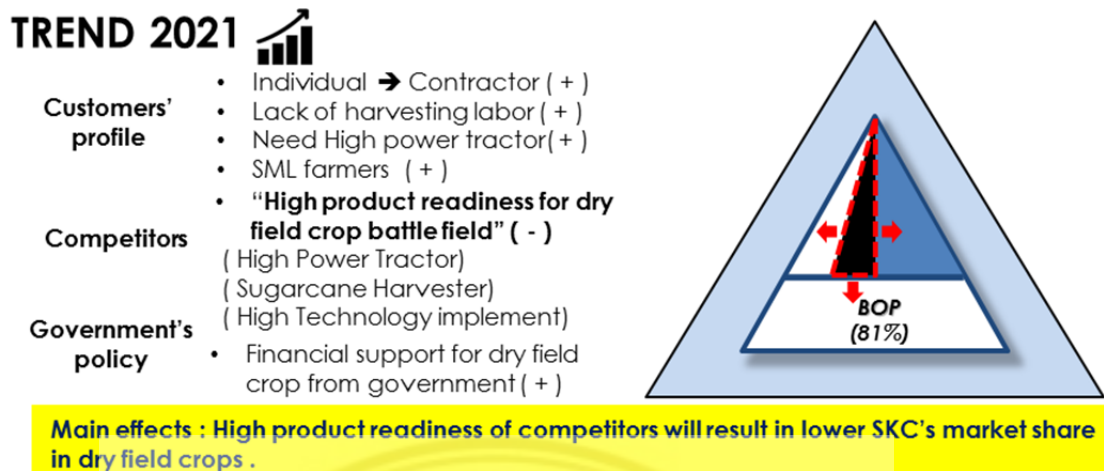 TREND 2021
Customers'
profile
• Individual ➔ Contractor ( + )
• Lack of harvesting labor ( + )
• Need High power tractor( + )
• SML farmers ( + )
Competitors
• “High product readiness for dry
field crop battle field” ( - )
( High Power Tractor)
( Sugarcane Harvester)
( High Technology implement)
Government's
policy
• Financial support for dry field
crop from government ( + )
BOP
(81%)
Main effects : High product readiness of competitors will result in lower SKC's market share
in dry field crops .